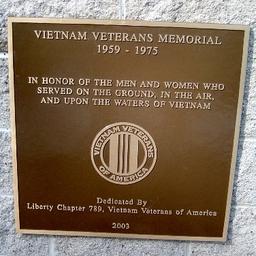 VIETNAM VETERANS MEMORIAL
1959 - 1975
IN HONOR OF THE MEN AND WOMEN WHO
SERVED ON THE GROUND, IN THE AIR,
AND UPON THE WATERS OF VIETNAM
VIETNAM VETERANS
OF AMERICA
Dedicated By
Liberty Chapter 789, Vietnam Veterans of America
2003